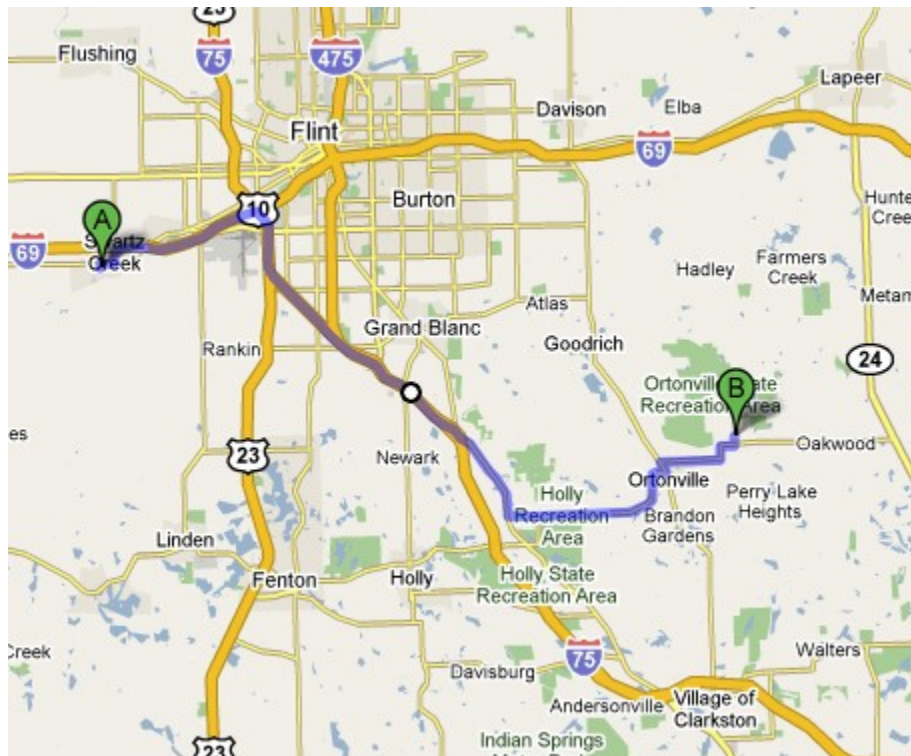 23
Flushing
75
475
Lapeer
Davison
Elba
Flint
69
Burton
10
Hunte
Cree
A
Swartz
Creek
69
Hadley
Farmers
Creek
Metam
Atlas
Grand Blanc
Goodrich
Rankin
24
Ortonville State
Recreation Area
B
es
Oakwood
23
Newark
Ortonville
Holly
Recreation
Area
Perry Lake
Heights
Brandon
Gardens
Linden
Fenton
Holly
Holly State
Recreation Area
Creek
Walters
75
Davisburg
Andersonville
Village of
Clarkston
Indian Springs
23